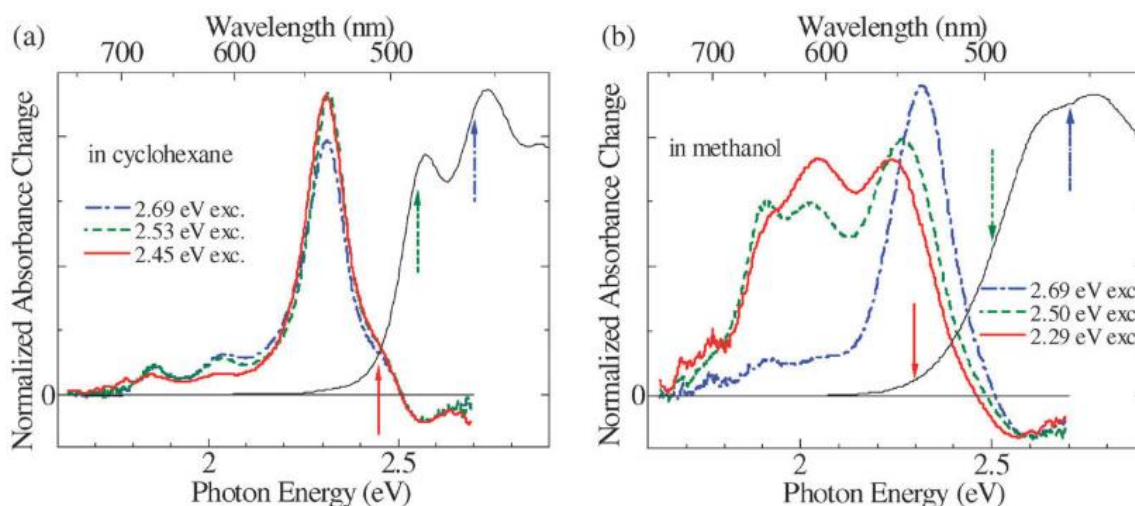 (a)
Wavelength (nm)
700 600 500
Normalized Absorbance Change
in cyclohexane
2.69 eV exc.
2.53 eV exc.
2.45 eV exc.
0
2 2.5
Photon Energy (eV)
(b)
Wavelength (nm)
700 600 500
Normalized Absorbance Change
in methanol
2.69 eV exc
2.50 eV exc
2.29 eV exc
0
2 2.5
Photon Energy (eV)